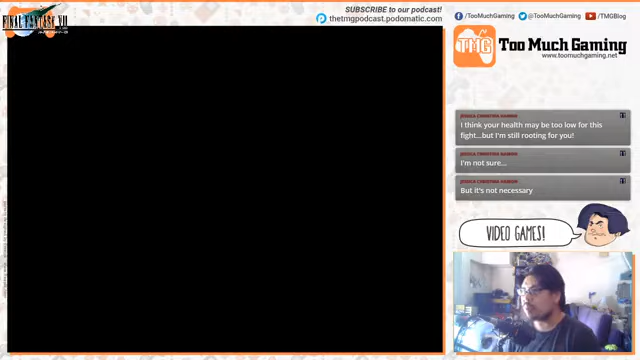 FINAL FANTASY VII
SUBSCRIBE to our podcast!
thetmgpodcast.podomatic.com
/TooMuchGaming
@TooMuchGaming
/TMGBlog
TMG
Too Much Gaming
www.toomuchgaming.net
I think your health may be too low for this
fight...but I'm still rooting for you!
I'm not sure...
But it's not necessary
VIDEO GAMES!